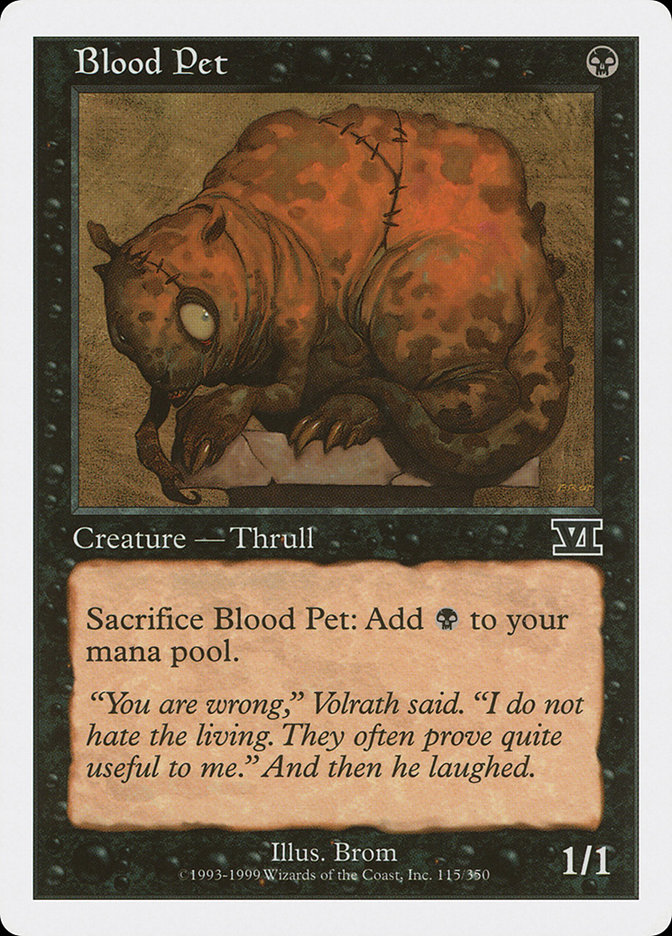 Blood Pet
Creature — Thrull
VI
Sacrifice Blood Pet: Add to your
mana pool.
“You are wrong,” Volrath said. “I do not
hate the living. They often prove quite
useful to me.” And then he laughed.
Illus. Brom
©1993-1999 Wizards of the Coast, Inc. 115/350
1/1